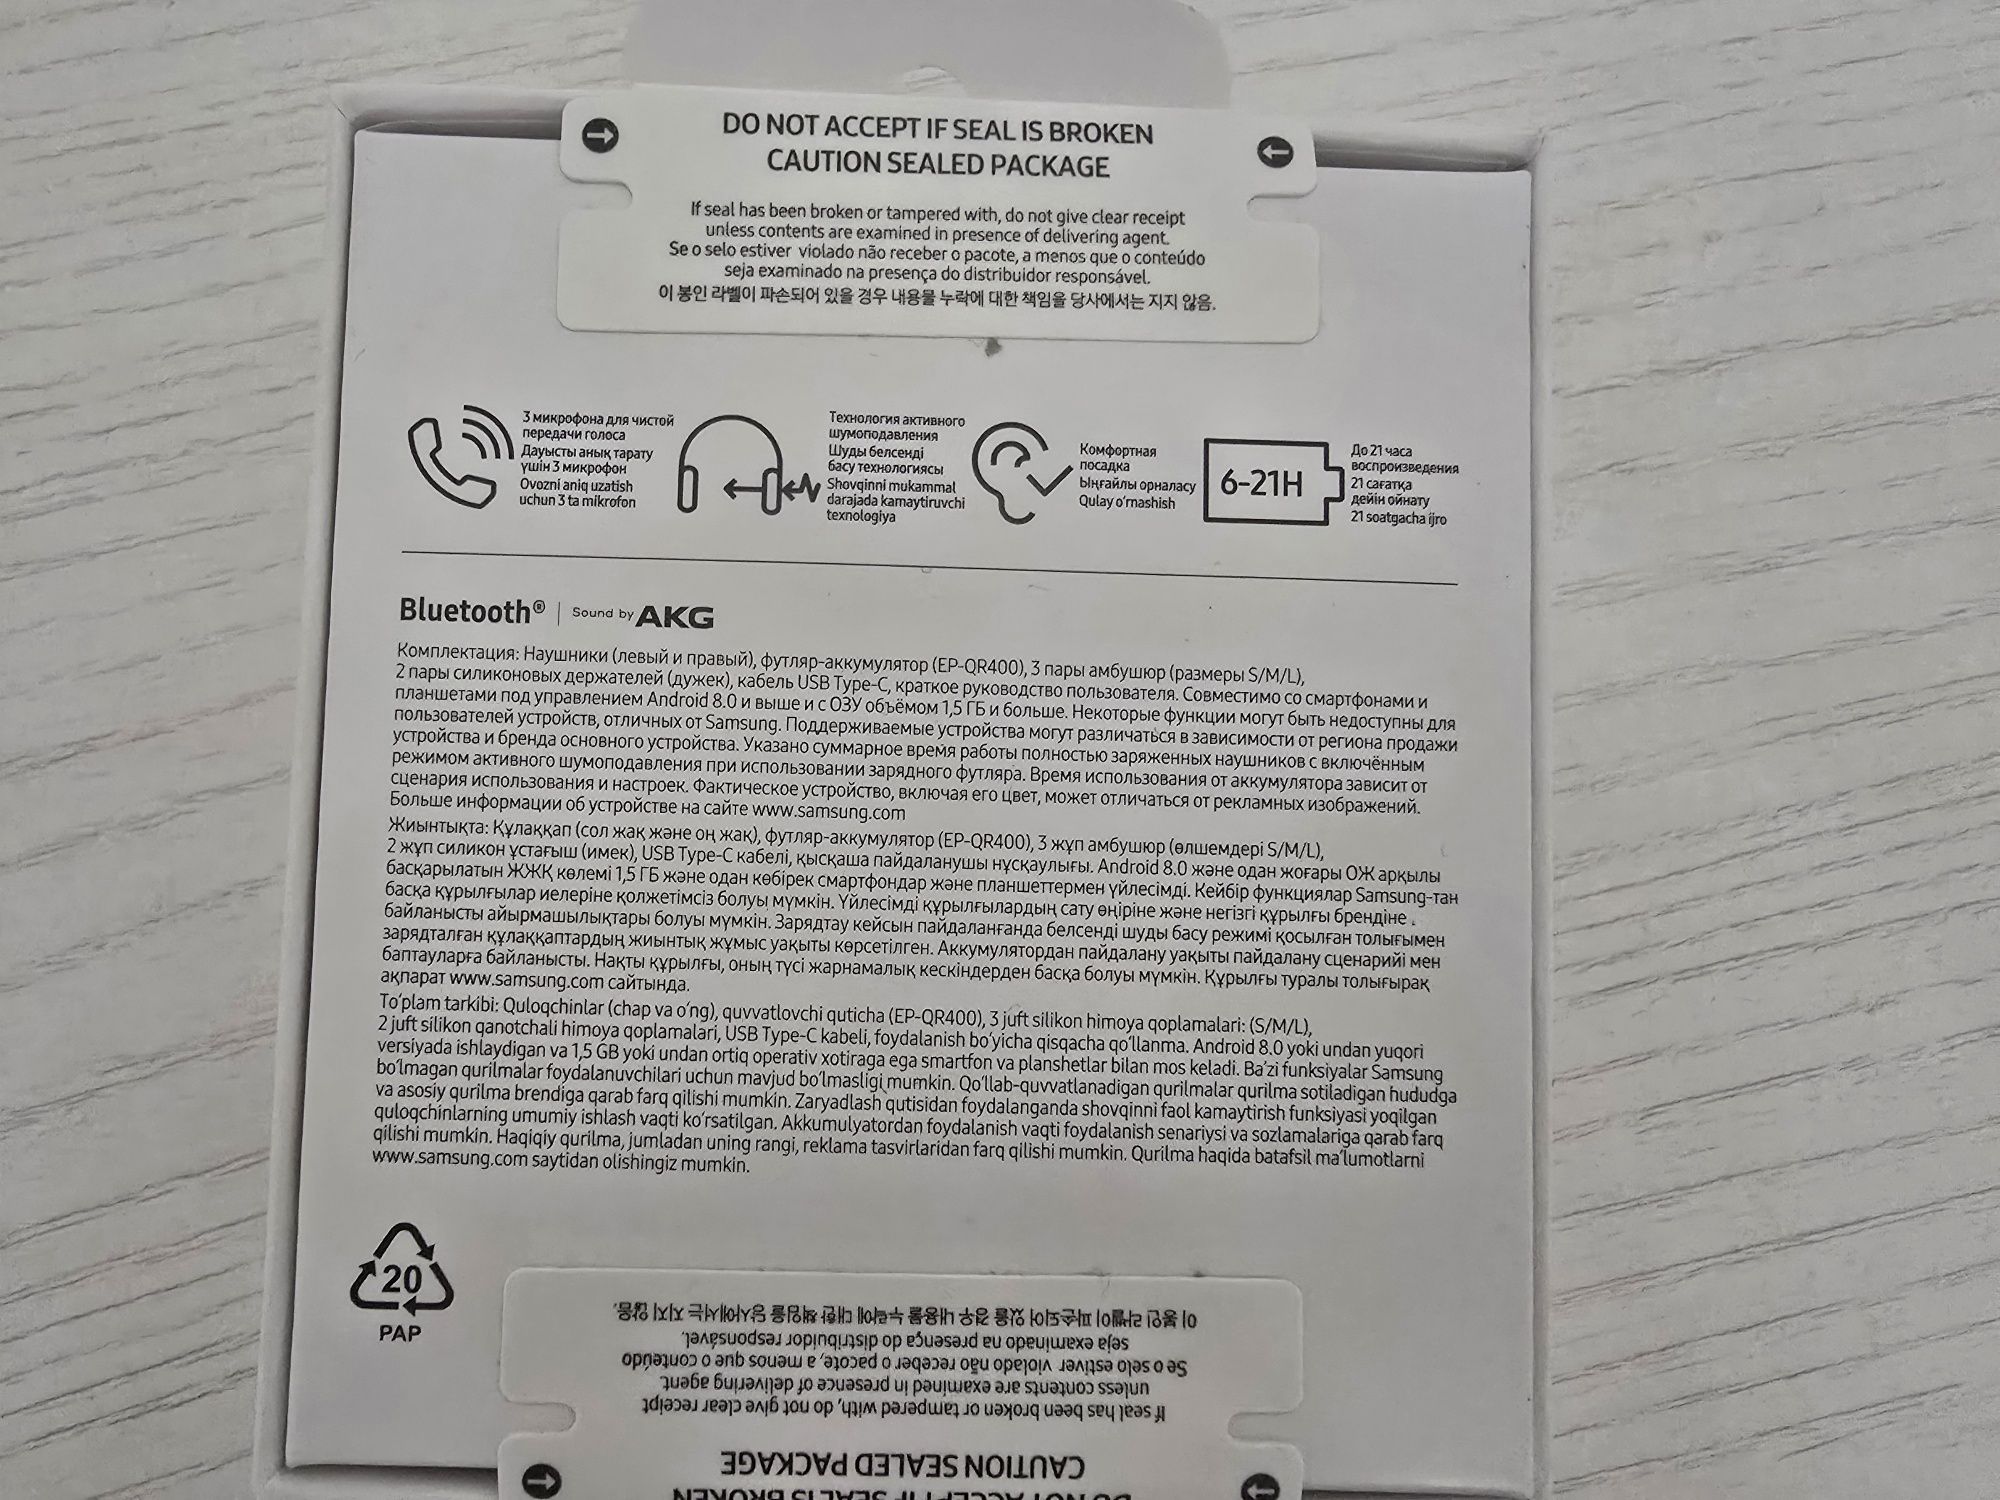 DO NOT ACCEPT IF SEAL IS BROKEN
CAUTION SEALED PACKAGE
If seal has been broken or tampered with, do not give clear receipt
unless contents are examined in presence of delivering agent.
Se o selo estiver violado não receber o pacote, a menos que o conteúdo
seja examinado na presença do distribuidor responsável.
이 봉인 라벨이 파손되어 있을 경우 내용물 누락에 대한 책임을 당사에서는 지지 않음.
3 микрофона для чистой
передачи голоса
Дауысты анық тарату
үшін 3 микрофон
Ovozni aniq uzatish
uchun 3 ta mikrofon
Технология активного
шумоподавления
Шуды белсенді
басу технологиясы
Shovqinni mukammal
darajada kamaytiruvchi
texnologiya
Комфортная
посадка
Ыңғайлы орналасу
Qulay o‘rnashish
6-21H
До 21 часа
воспроизведения
21 сағатқа
дейін ойнату
21 soatgacha ijro
Bluetooth® | Sound by AKG
Комплектация: Наушники (левый и правый), футляр-аккумулятор (EP-QR400), 3 пары амбушюр (размеры S/M/L),
2 пары силиконовых держателей (дужек), кабель USB Type-C, краткое руководство пользователя. Совместимо со смартфонами и
планшетами под управлением Android 8.0 и выше и с ОЗУ объёмом 1,5 ГБ и больше. Некоторые функции могут быть недоступны для
пользователей устройств, отличных от Samsung. Поддерживаемые устройства могут различаться в зависимости от региона продажи
устройства и бренда основного устройства. Указано суммарное время работы полностью заряженных наушников с включённым
режимом активного шумоподавления при использовании зарядного футляра. Время использования от аккумулятора зависит от
сценария использования и настроек. Фактическое устройство, включая его цвет, может отличаться от рекламных изображений.
Больше информации об устройстве на сайте www.samsung.com
Жиынтықта: Құлаққап (сол жақ және оң жақ), футляр-аккумулятор (EP-QR400), 3 жұп амбушюр (өлшемдері S/M/L),
2 жұп силикон ұстағыш (имек), USB Type-C кабелі, қысқаша пайдаланушы нұсқаулығы. Android 8.0 және одан жоғары ОЖ арқылы
басқарылатын ЖЖҚ көлемі 1,5 ГБ және одан көбірек смартфондар және планшеттермен үйлесімді. Кейбір функциялар Samsung-тан
басқа құрылғылар иелеріне қолжетімсіз болуы мүмкін. Үйлесімді құрылғылардың сату өңіріне және негізгі құрылғы брендіне
байланысты айырмашылықтары болуы мүмкін. Зарядтау кейсын пайдаланғанда белсенді шуды басу режимі қосылған толығымен
зарядталған құлаққаптардың жиынтық жұмыс уақыты көрсетілген. Аккумулятордан пайдалану уақыты пайдалану сценарийі мен
баптауларға байланысты. Нақты құрылғы, оның түсі жарнамалық кескіндерден басқа болуы мүмкін. Құрылғы туралы толығырақ
ақпарат www.samsung.com сайтында.
To‘plam tarkibi: Quloqchinlar (chap va o‘ng), quvvatlovchi quticha (EP-QR400), 3 juft silikon himoya qoplamalari: (S/M/L),
2 juft silikon qanotchali himoya qoplamalari, USB Type-C kabeli, foydalanish bo‘yicha qisqacha qo‘llanma. Android 8.0 yoki undan yuqori
versiyada ishlaydigan va 1,5 GB yoki undan ortiq operativ xotiraga ega smartfon va planshetlar bilan mos keladi. Ba’zi funksiyalar Samsung
bo‘lmagan qurilmalar foydalanuvchilari uchun mavjud bo‘lmasligi mumkin. Qo‘llab-quvvatlanadigan qurilmalar qurilma sotiladigan hududga
va asosiy qurilma brendiga qarab farq qilishi mumkin. Zaryadlash qutisidan foydalanganda shovqinni faol kamaytirish funksiyasi yoqilgan
quloqchinlarning umumiy ishlash vaqti ko‘rsatilgan. Akkumulyatordan foydalanish vaqti foydalanish senariysi va sozlamalariga qarab farq
qilishi mumkin. Haqiqiy qurilma, jumladan uning rangi, reklama tasvirlaridan farq qilishi mumkin. Qurilma haqida batafsil ma’lumotlarni
www.samsung.com saytidan olishingiz mumkin.
20
PAP
DO NOT ACCEPT IF SEAL IS BROKEN
CAUTION SEALED PACKAGE
If seal has been broken or tampered with, do not give clear receipt
unless contents are examined in presence of delivering agent.
Se o selo estiver violado não receber o pacote, a menos que o conteúdo
seja examinado na presença do distribuidor responsável.
이 봉인 라벨이 파손되어 있을 경우 내용물 누락에 대한 책임을 당사에서는 지지 않음.